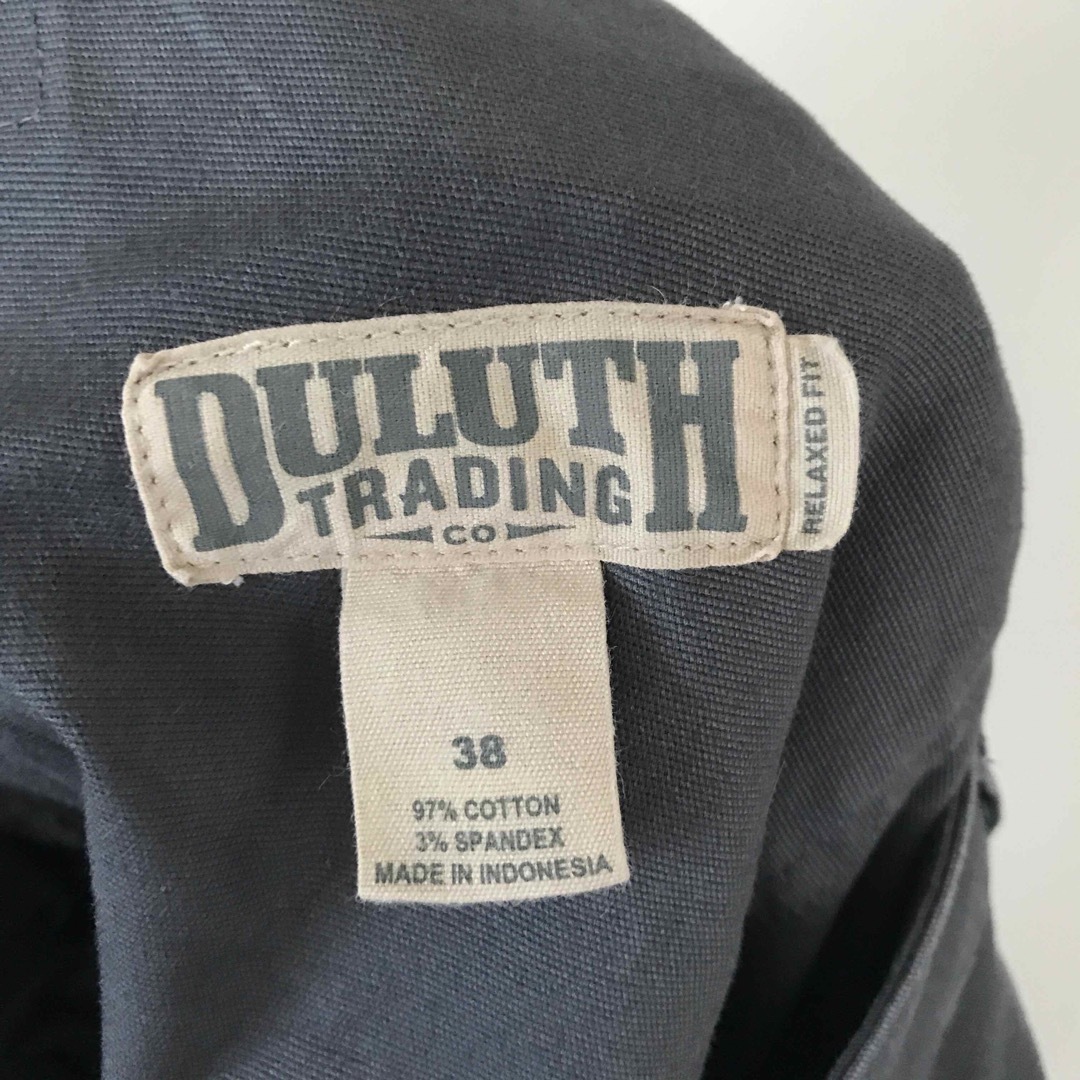 DULUTH
TRADING
CO
RELAXED FIT
38
97% COTTON
3% SPANDEX
MADE IN INDONESIA